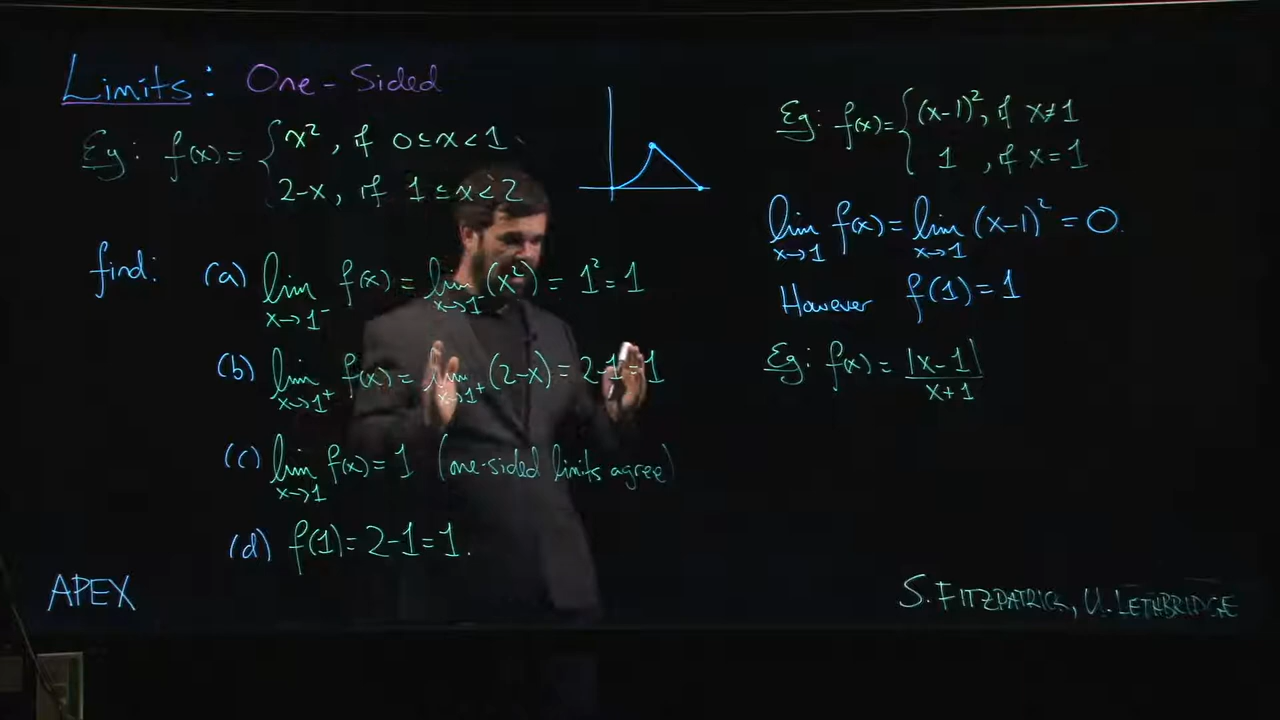 Limits: One-Sided
Eg: f(x) = { x², if 0≤x<1
2-x, if 1≤x<2
find: (a) lim x→1⁻ f(x) = lim x→1⁻ (x²) = 1² = 1
(b) lim x→1⁺ f(x) = lim x→1⁺ (2-x) = 2-1=1
(c) lim x→1 f(x) = 1 (one-sided limits agree)
(d) f(1) = 2-1=1.
APEX
Eg: f(x) = { (x-1)², if x≠1
1, if x=1
lim x→1 f(x) = lim x→1 (x-1)² = 0.
However f(1) = 1
Eg: f(x) = |x-1|
x+1
S. FITZPATRICK, U. LETHBRIDGE